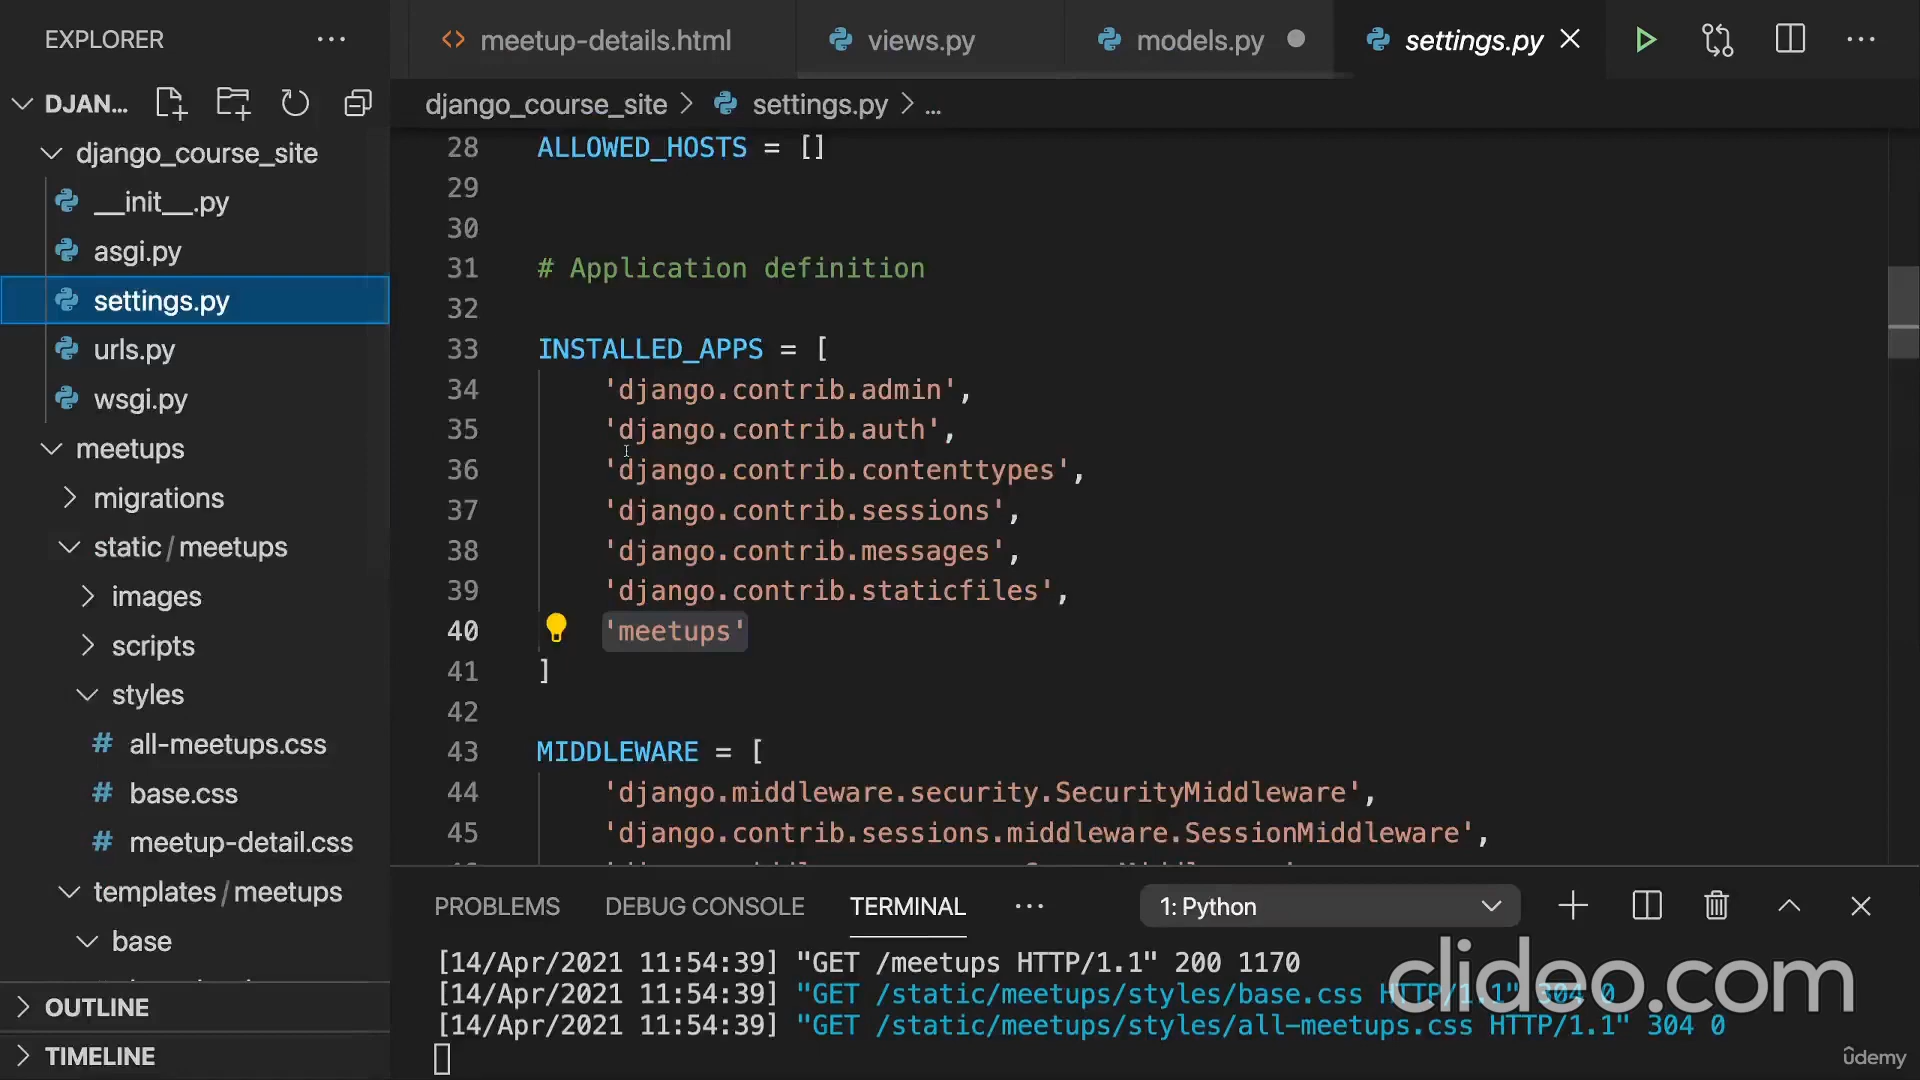 EXPLORER ...
meetup-details.html
views.py
models.py
settings.py
DJAN...
django_course_site > settings.py > ...
django_course_site
__init__.py
asgi.py
settings.py
urls.py
wsgi.py
meetups
migrations
static/meetups
images
scripts
styles
# all-meetups.css
# base.css
# meetup-detail.css
templates/meetups
base
OUTLINE
TIMELINE
28 ALLOWED_HOSTS = []
29
30
31 # Application definition
32
33 INSTALLED_APPS = [
34 'django.contrib.admin',
35 'django.contrib.auth',
36 'django.contrib.contenttypes',
37 'django.contrib.sessions',
38 'django.contrib.messages',
39 'django.contrib.staticfiles',
40 'meetups'
41 ]
42
43 MIDDLEWARE = [
44 'django.middleware.security.SecurityMiddleware',
45 'django.contrib.sessions.middleware.SessionMiddleware',
PROBLEMS DEBUG CONSOLE TERMINAL ... 1: Python
[14/Apr/2021 11:54:39] "GET /meetups HTTP/1.1" 200 1170
[14/Apr/2021 11:54:39] "GET /static/meetups/styles/base.css HTTP/1.1" 304 0
[14/Apr/2021 11:54:39] "GET /static/meetups/styles/all-meetups.css HTTP/1.1" 304 0
clideo.com
ûdemy